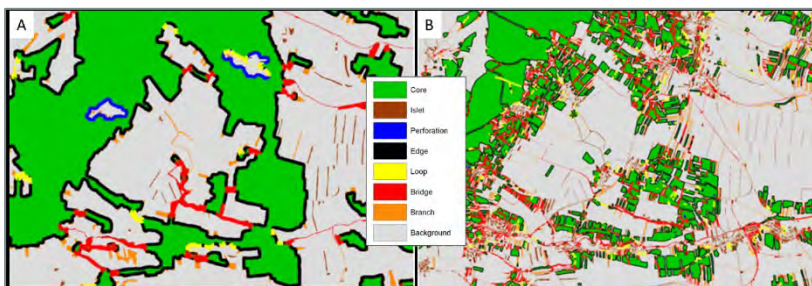 A
B
Core
Islet
Perforation
Edge
Loop
Bridge
Branch
Background